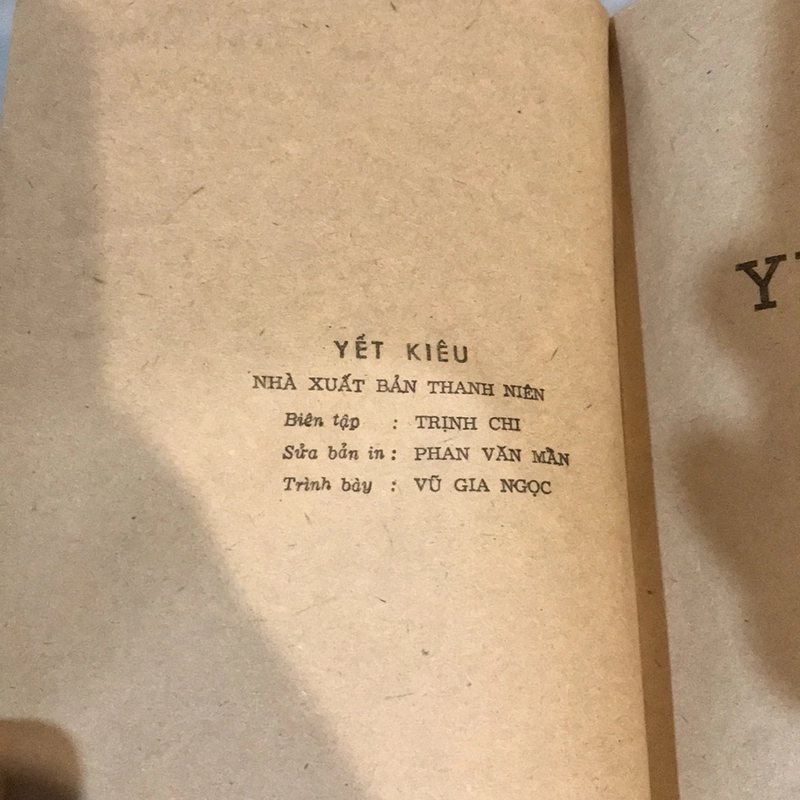 YẾT KIÊU
NHÀ XUẤT BẢN THANH NIÊN
Biên tập : TRỊNH CHI
Sửa bản in : PHAN VĂN MẦN
Trình bày : VŨ GIA NGỌC